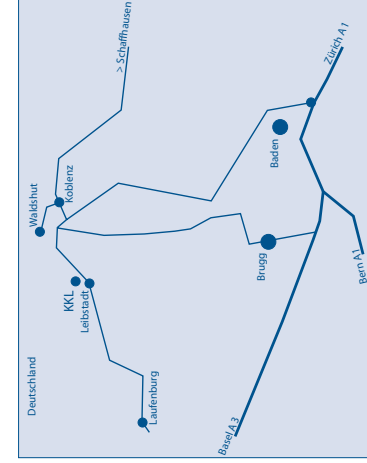 > Schaffhausen
Zürich A1
Waldshut
Koblenz
Baden
KKL
Leibstadt
Brugg
Bern A1
Deutschland
Laufenburg
Basel A3